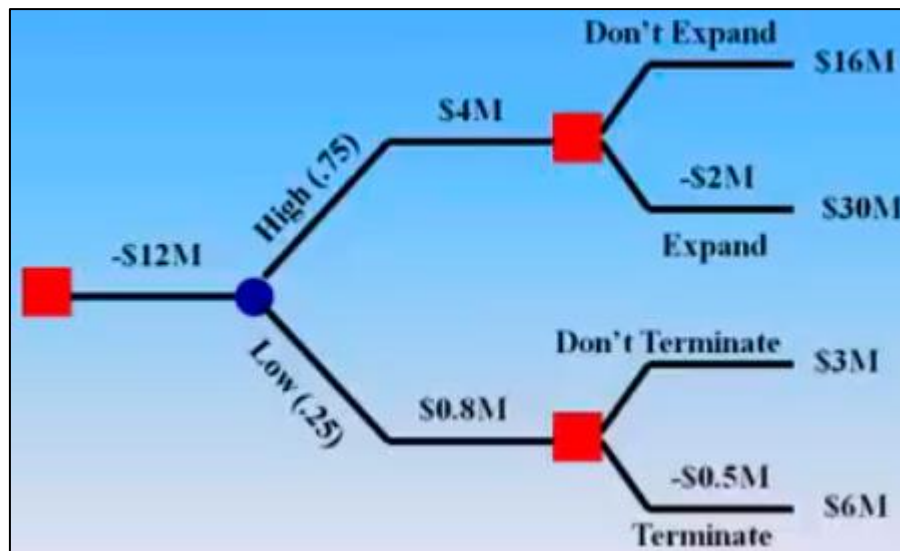 Don't Expand
$16M
$4M
High (.75)
-$2M
$30M
Expand
-$12M
Don't Terminate
$3M
Low (.25)
$0.8M
-$0.5M
$6M
Terminate